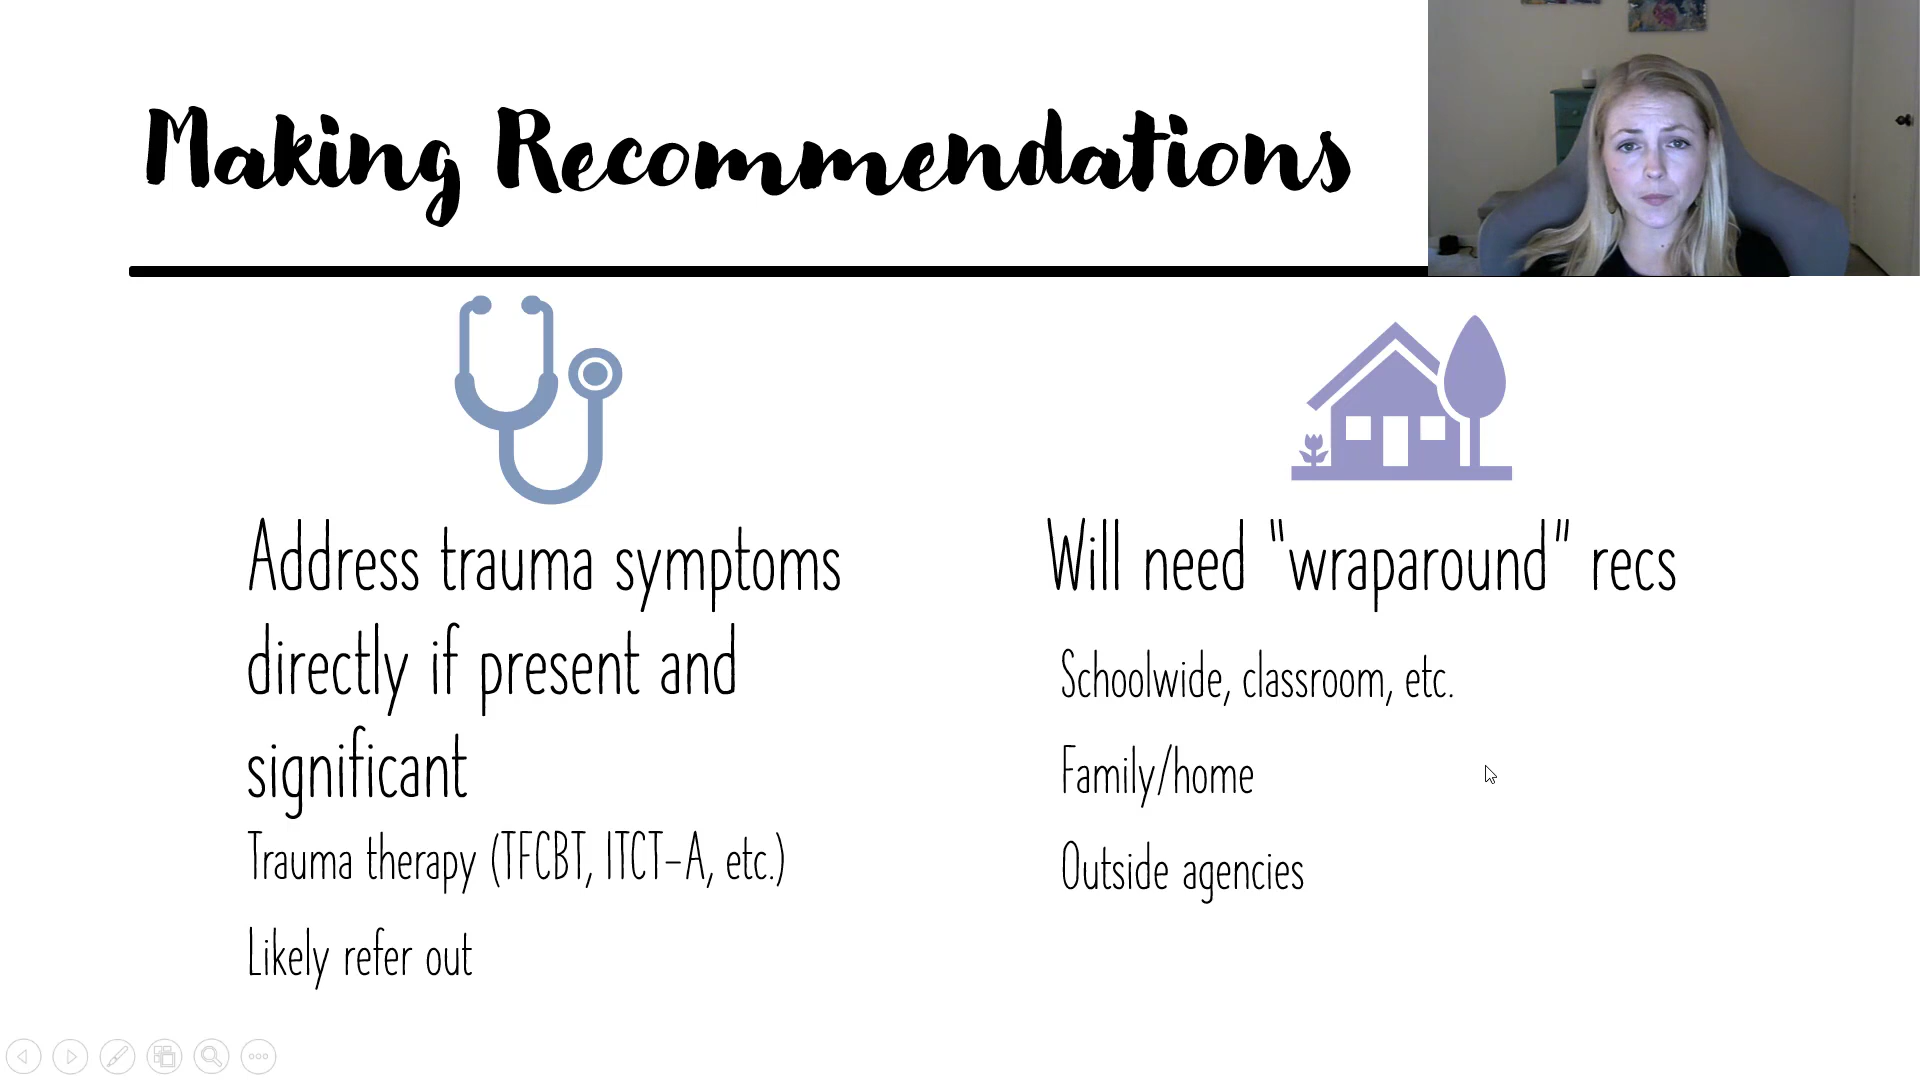 Making Recommendations
Address trauma symptoms
directly if present and
significant
Trauma therapy (TFCBT, ITCT-A, etc.)
Likely refer out
Will need "wraparound" recs
Schoolwide, classroom, etc.
Family/home
Outside agencies